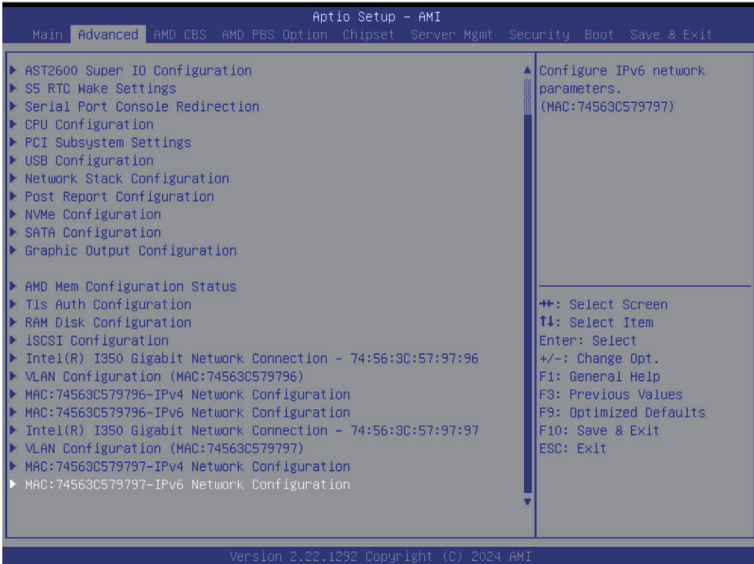 Aptio Setup - AMI
Main Advanced AMD CBS AMD PBS Option Chipset Server Mgmt Security Boot Save & Exit
AST2600 Super IO Configuration
S5 RTC Wake Settings
Serial Port Console Redirection
CPU Configuration
PCI Subsystem Settings
USB Configuration
Network Stack Configuration
Post Report Configuration
NVMe Configuration
SATA Configuration
Graphic Output Configuration
AMD Mem Configuration Status
Tls Auth Configuration
RAM Disk Configuration
iSCSI Configuration
Intel(R) I350 Gigabit Network Connection - 74:56:3C:57:97:96
VLAN Configuration (MAC:74563C579796)
MAC:74563C579796-IPv4 Network Configuration
MAC:74563C579796-IPv6 Network Configuration
Intel(R) I350 Gigabit Network Connection - 74:56:3C:57:97:97
VLAN Configuration (MAC:74563C579797)
MAC:74563C579797-IPv4 Network Configuration
MAC:74563C579797-IPv6 Network Configuration
Configure IPv6 network
parameters.
(MAC:74563C579797)
→←: Select Screen
↑↓: Select Item
Enter: Select
+/-: Change Opt.
F1: General Help
F3: Previous Values
F9: Optimized Defaults
F10: Save & Exit
ESC: Exit
Version 2.22.1292 Copyright (C) 2024 AMI